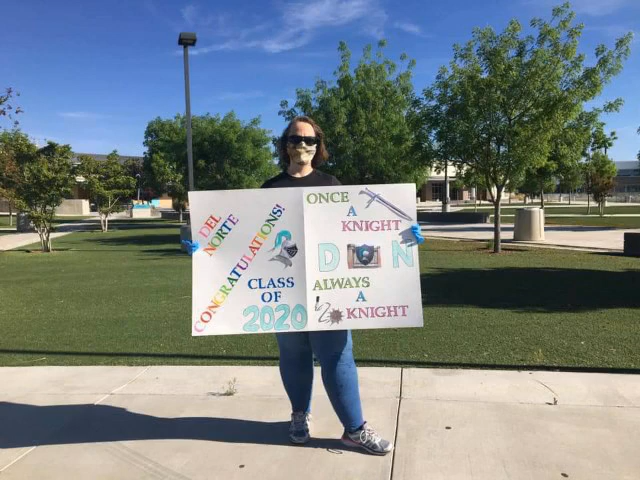 DEL
NORTE
CONGRATULATIONS!
CLASS
OF
2020
ONCE
A
KNIGHT
D N
ALWAYS
A
KNIGHT